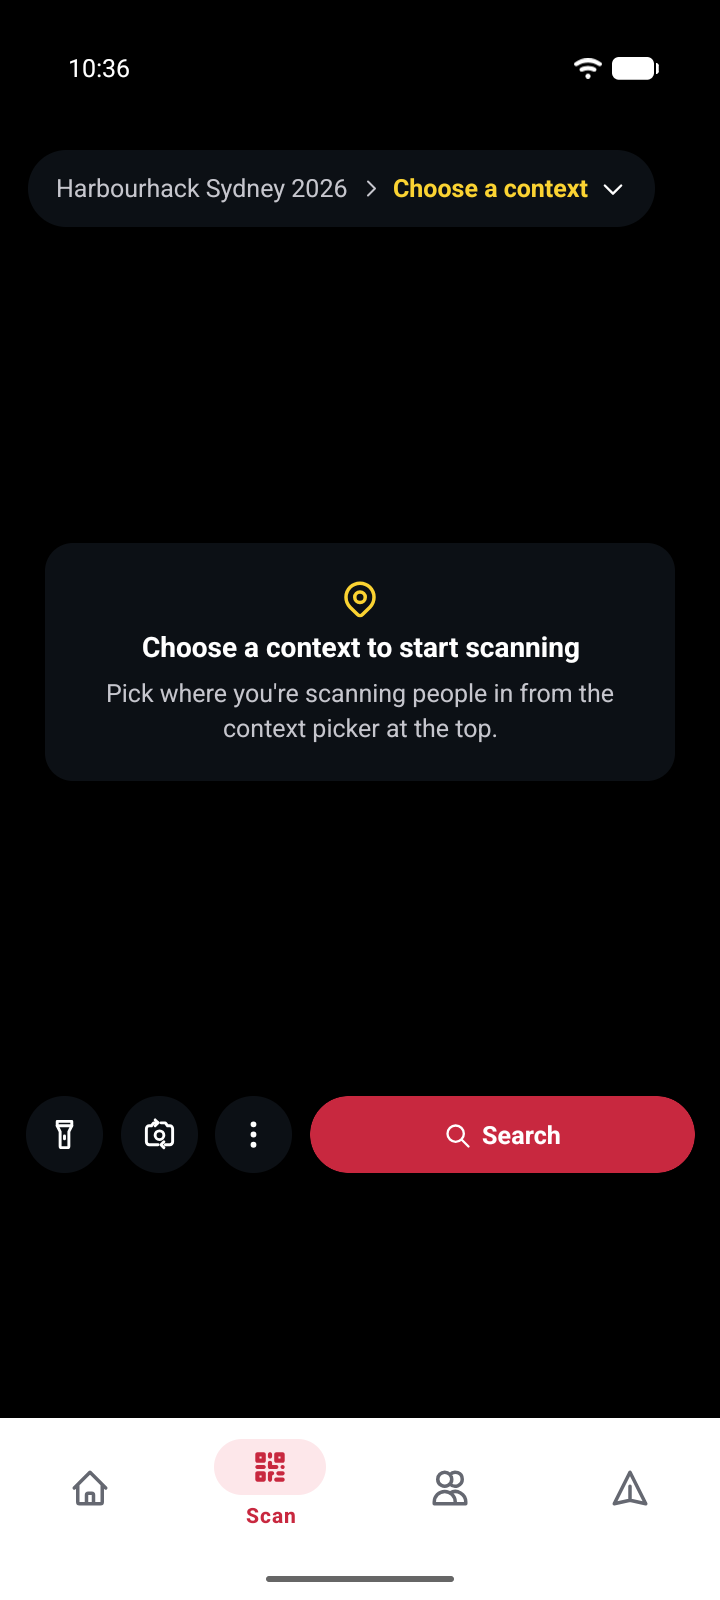 10:36
Harbourhack Sydney 2026 > Choose a context
Choose a context to start scanning
Pick where you're scanning people in from the
context picker at the top.
Search
Scan